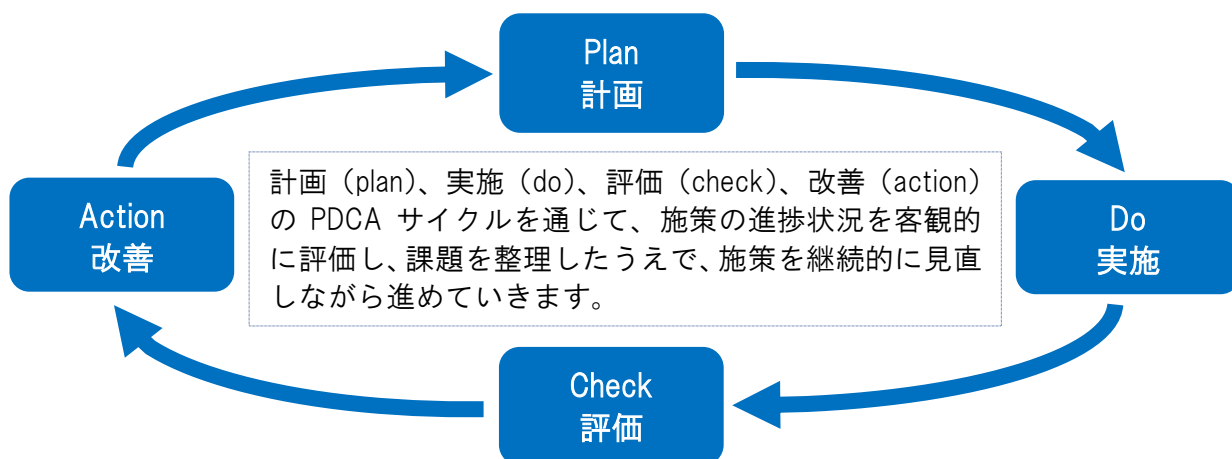 Plan
計画
Action
改善
計画（plan）、実施（do）、評価（check）、改善（action）
の PDCA サイクルを通じて、施策の進捗状況を客観的
に評価し、課題を整理したうえで、施策を継続的に見直
しながら進めていきます。
Do
実施
Check
評価